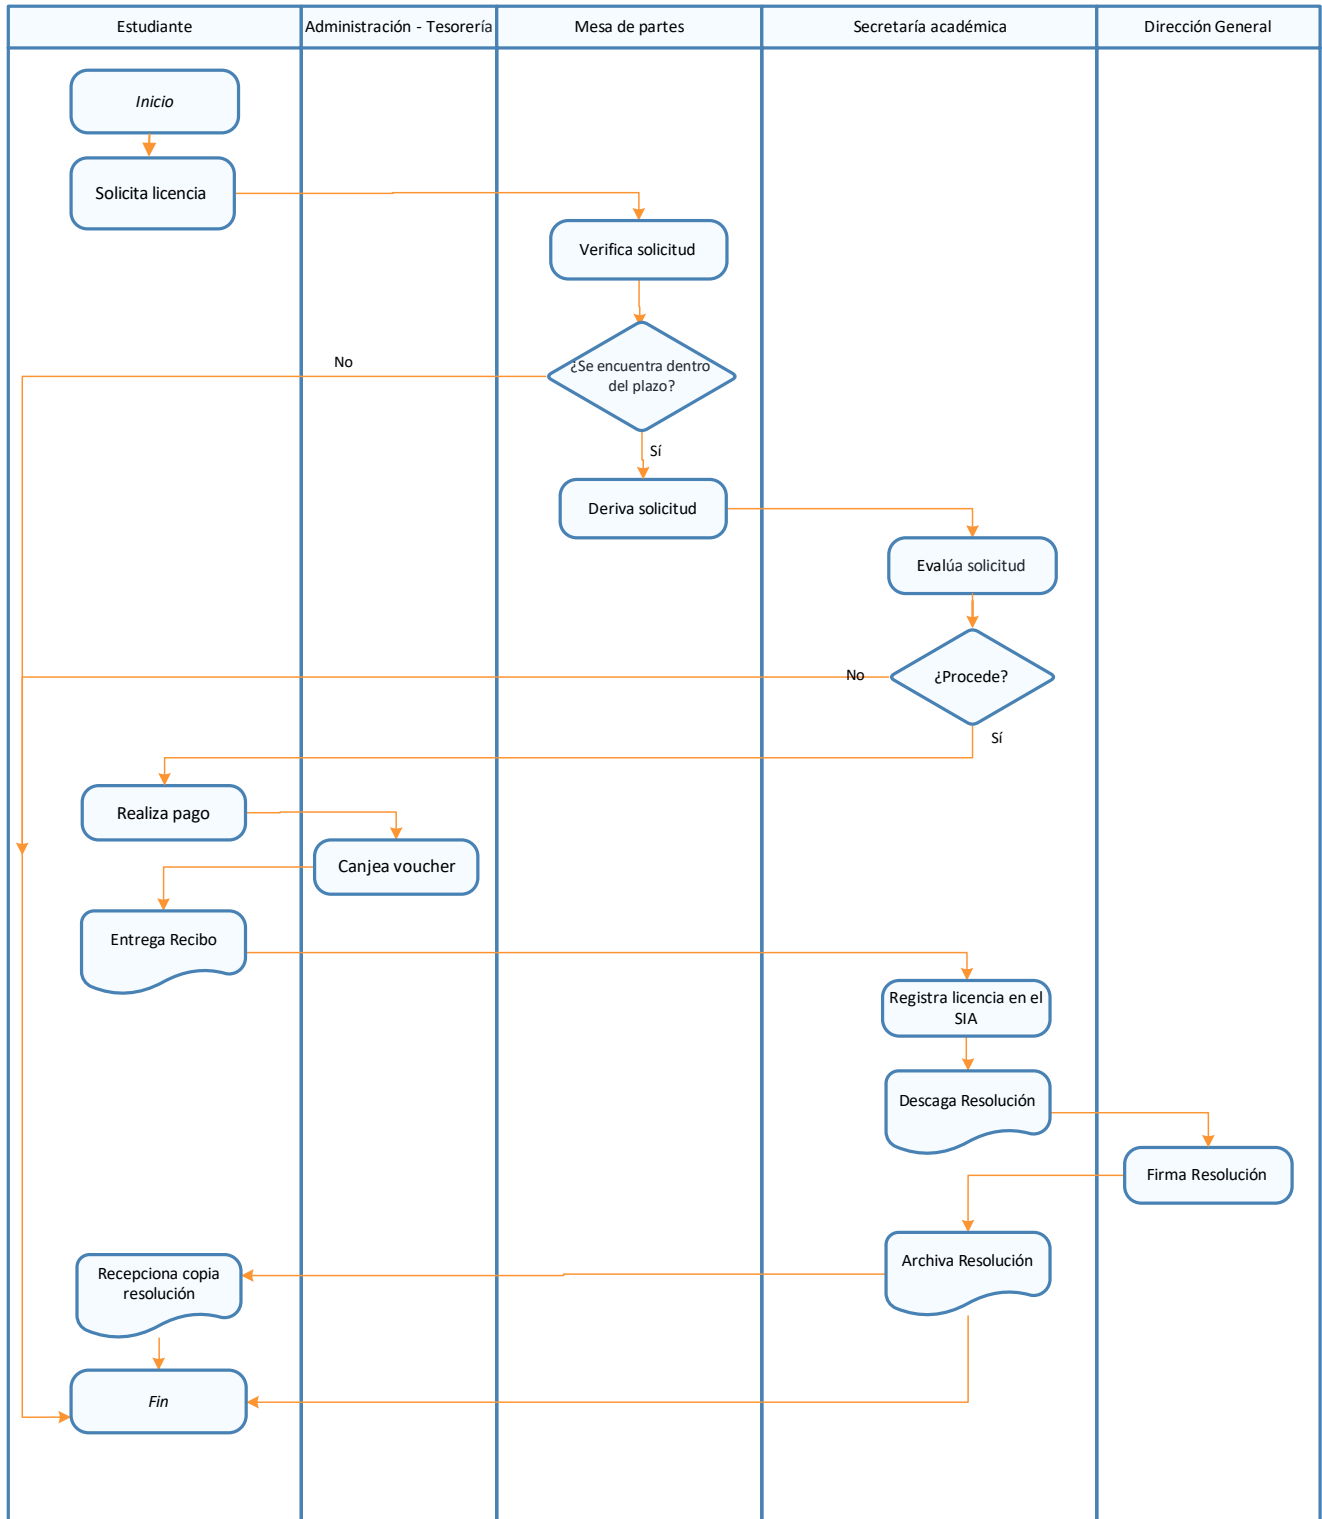 Estudiante
Administración - Tesorería
Mesa de partes
Secretaría académica
Dirección General
Inicio
Solicita licencia
Verifica solicitud
¿Se encuentra dentro
del plazo?
No
Sí
Deriva solicitud
Evalúa solicitud
¿Procede?
No
Sí
Realiza pago
Canjea voucher
Entrega Recibo
Registra licencia en el
SIA
Descaga Resolución
Firma Resolución
Archiva Resolución
Recepciona copia
resolución
Fin